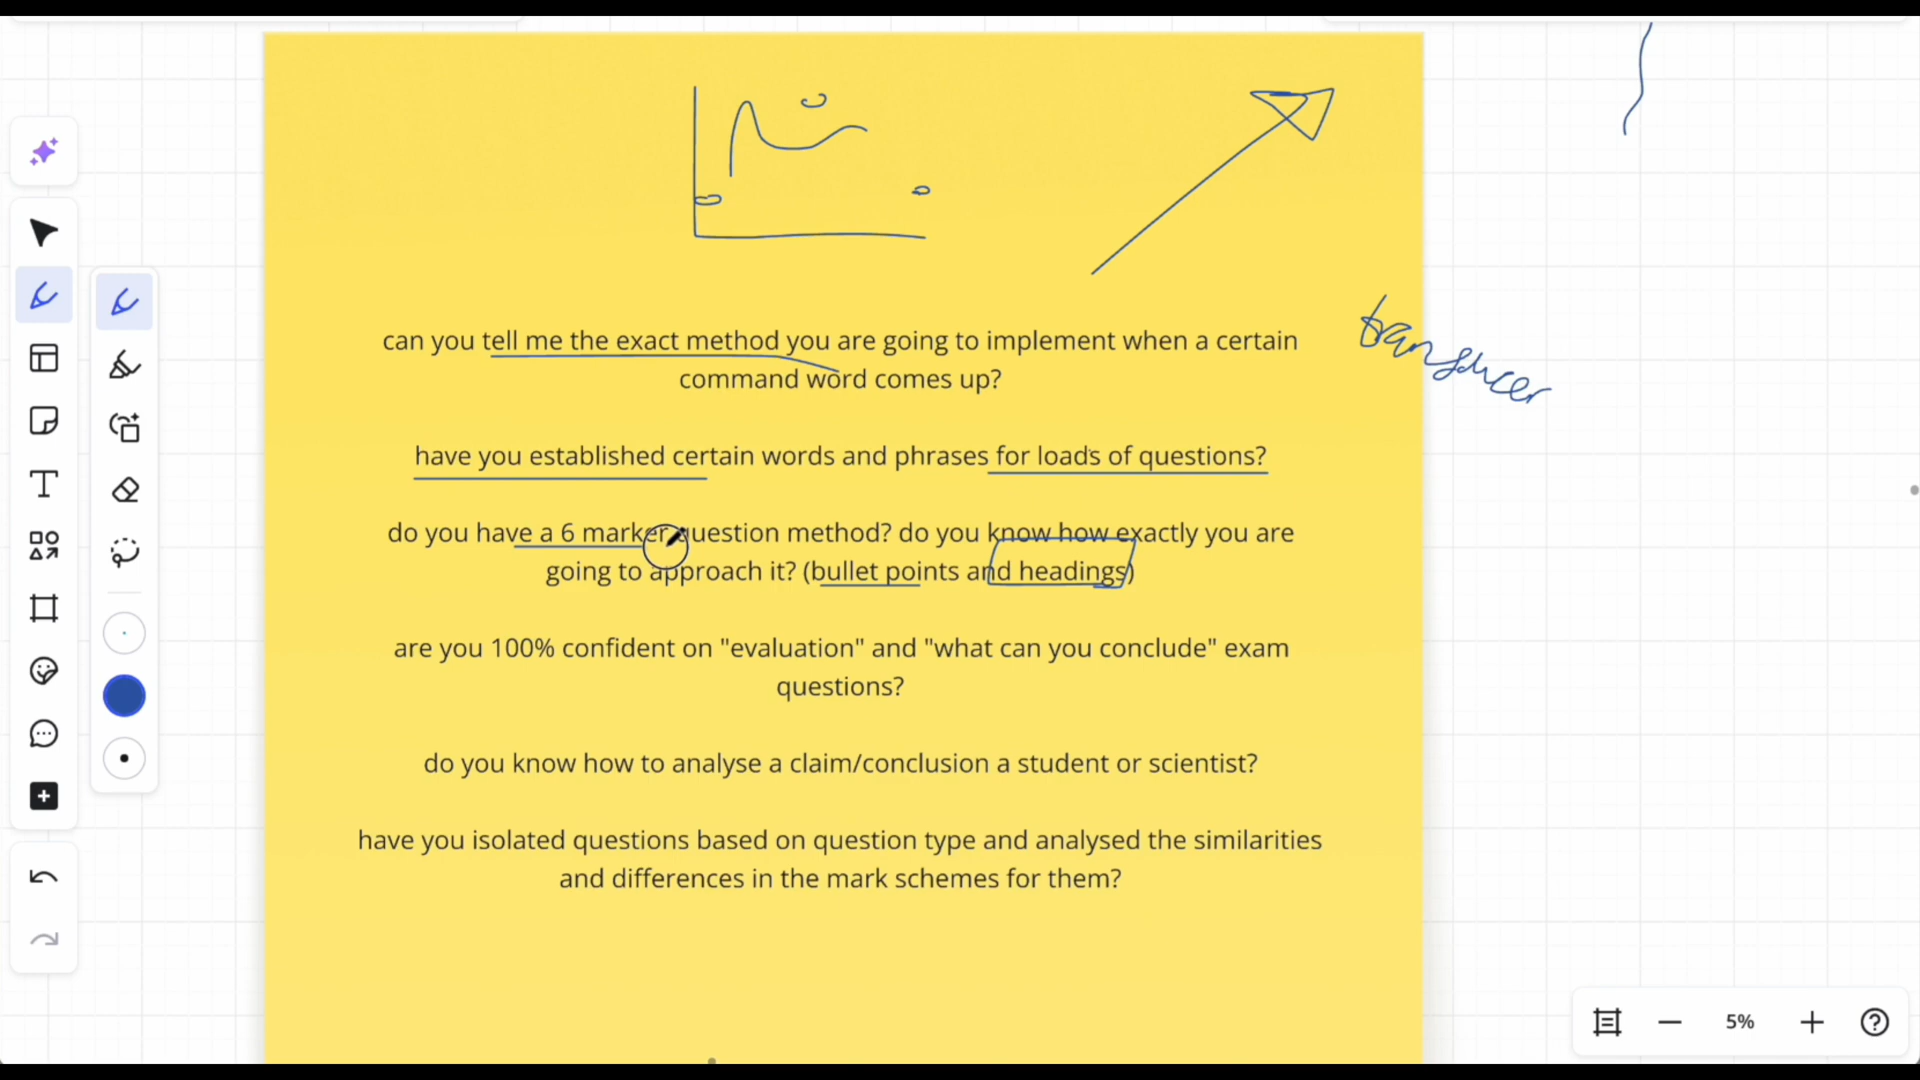 can you tell me the exact method you are going to implement when a certain
command word comes up?
transducer
have you established certain words and phrases for loads of questions?
do you have a 6 marker question method? do you know how exactly you are
going to approach it? (bullet points and headings)
are you 100% confident on "evaluation" and "what can you conclude" exam
questions?
do you know how to analyse a claim/conclusion a student or scientist?
have you isolated questions based on question type and analysed the similarities
and differences in the mark schemes for them?
5%